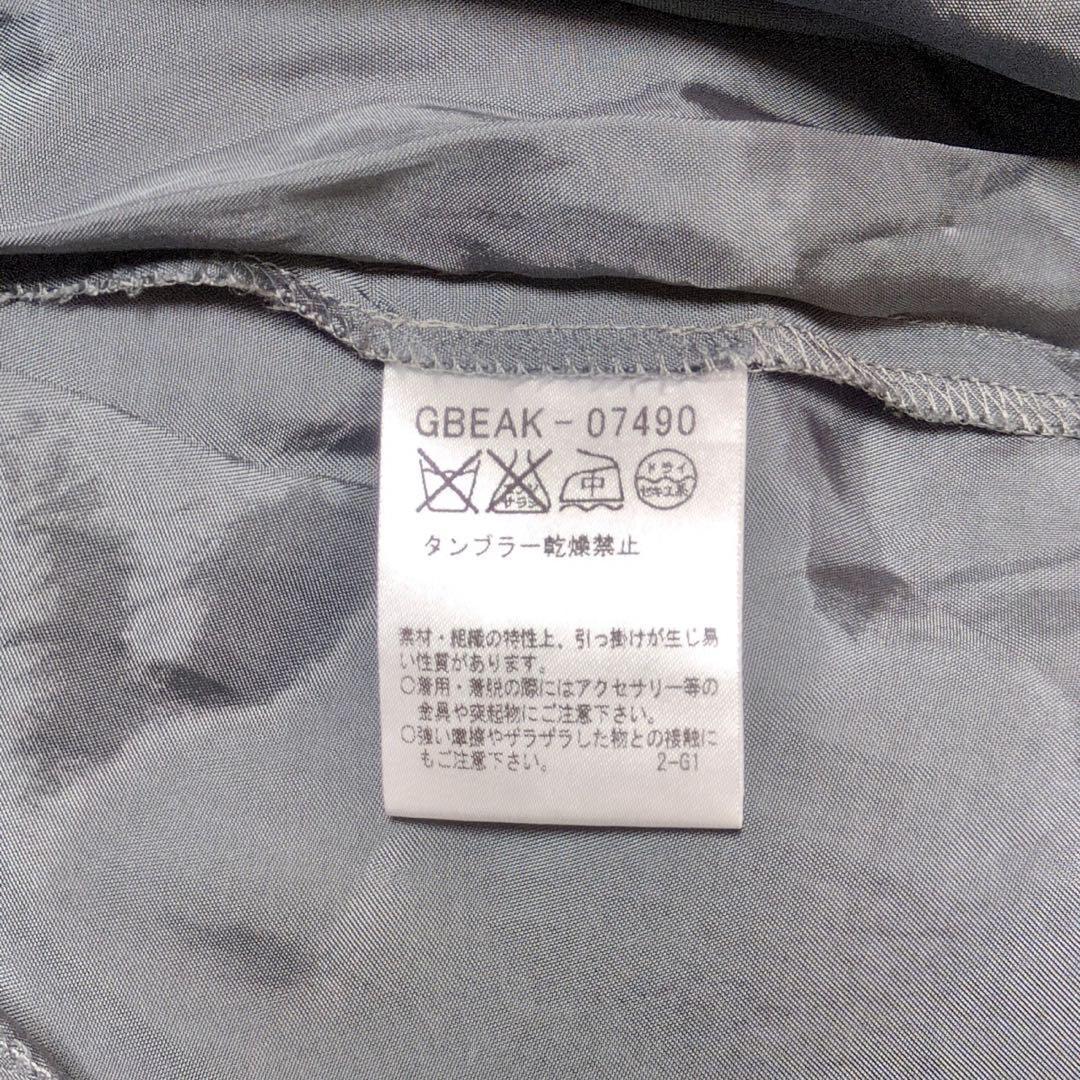 GBEAK-07490
サラシ 中 ドライ セキユ系
タンブラー乾燥禁止
素材・組織の特性上、引っ掛けが生じ易
い性質があります。
○着用・着脱の際にはアクセサリー等の
金具や突起物にご注意下さい。
○強い摩擦やザラザラした物との接触に
もご注意下さい。 2-G1